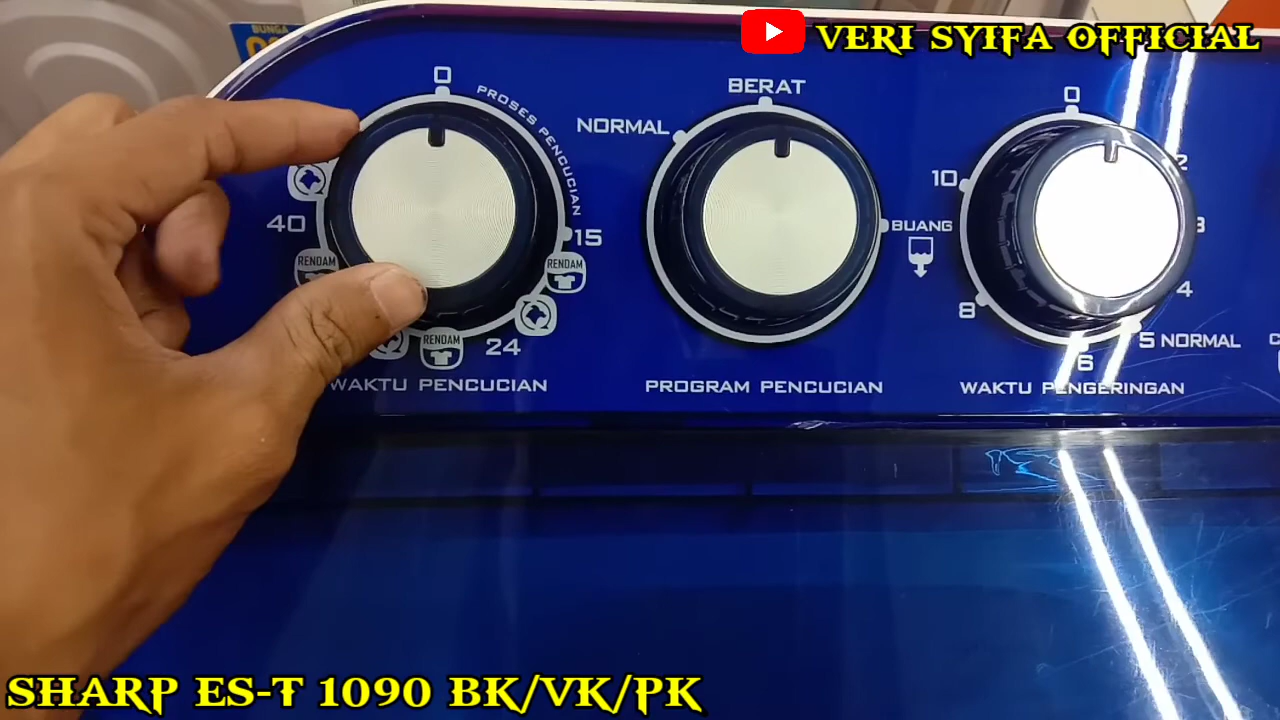 BUNGA
VERI SYIFA OFFICIAL
0
PROSES PENCUCIAN
40
15
RENDAM
RENDAM
RENDAM
24
WAKTU PENCUCIAN
BERAT
NORMAL
BUANG
PROGRAM PENCUCIAN
0
2
3
4
5 NORMAL
6
8
10
WAKTU PENGERINGAN
SHARP ES-T 1090 BK/VK/PK